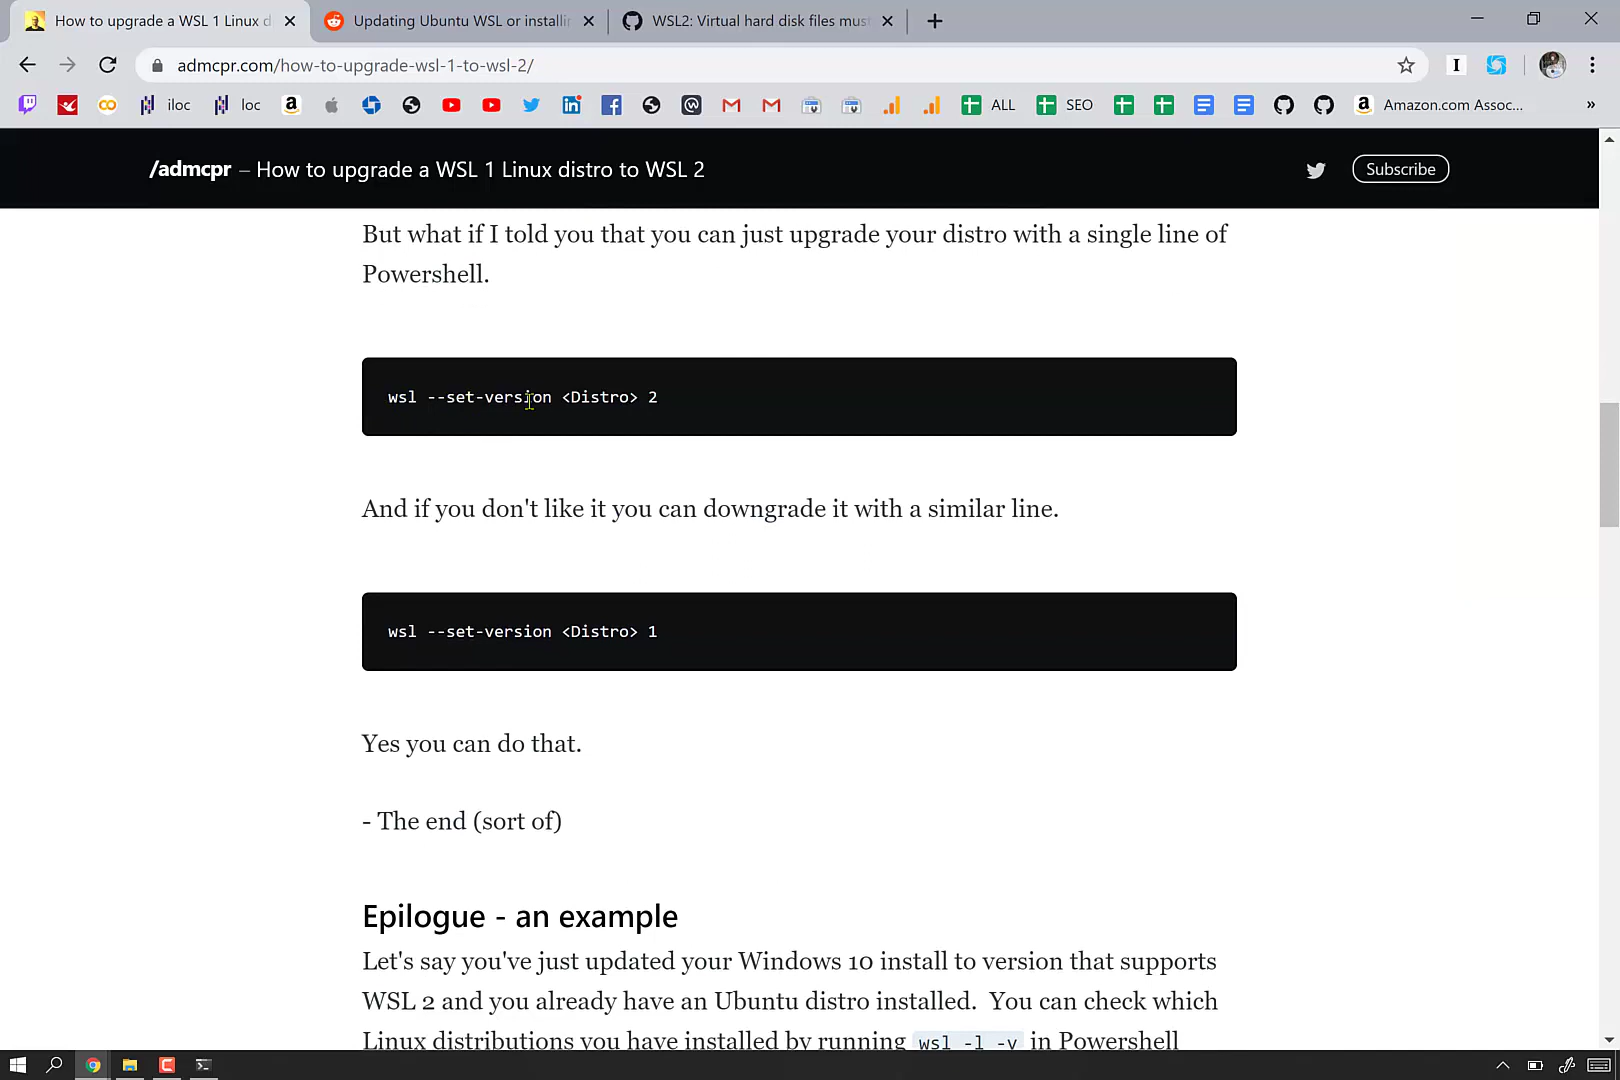 How to upgrade a WSL 1 Linux d
Updating Ubuntu WSL or installin
WSL2: Virtual hard disk files must
admcpr.com/how-to-upgrade-wsl-1-to-wsl-2/
iloc
loc
ALL
SEO
Amazon.com Assoc...
/admcpr – How to upgrade a WSL 1 Linux distro to WSL 2
Subscribe
But what if I told you that you can just upgrade your distro with a single line of
Powershell.
wsl --set-version <Distro> 2
And if you don't like it you can downgrade it with a similar line.
wsl --set-version <Distro> 1
Yes you can do that.
- The end (sort of)
Epilogue - an example
Let's say you've just updated your Windows 10 install to version that supports
WSL 2 and you already have an Ubuntu distro installed. You can check which
Linux distributions you have installed by running wsl -l -v in Powershell